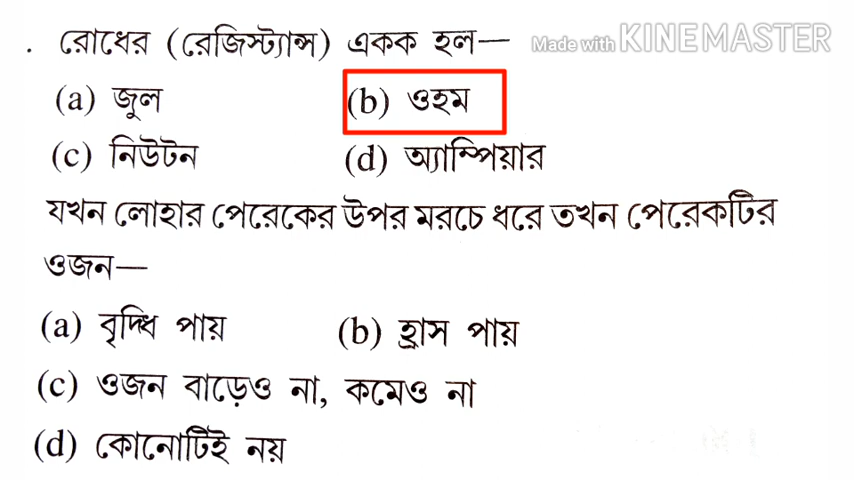 . রোধের (রেজিস্ট্যান্স) একক হল—
Made with KINEMASTER
(a) জুল (b) ওহম
(c) নিউটন (d) অ্যাম্পিয়ার
যখন লোহার পেরেকের উপর মরচে ধরে তখন পেরেকটির
ওজন—
(a) বৃদ্ধি পায় (b) হ্রাস পায়
(c) ওজন বাড়েও না, কমেও না
(d) কোনোটিই নয়